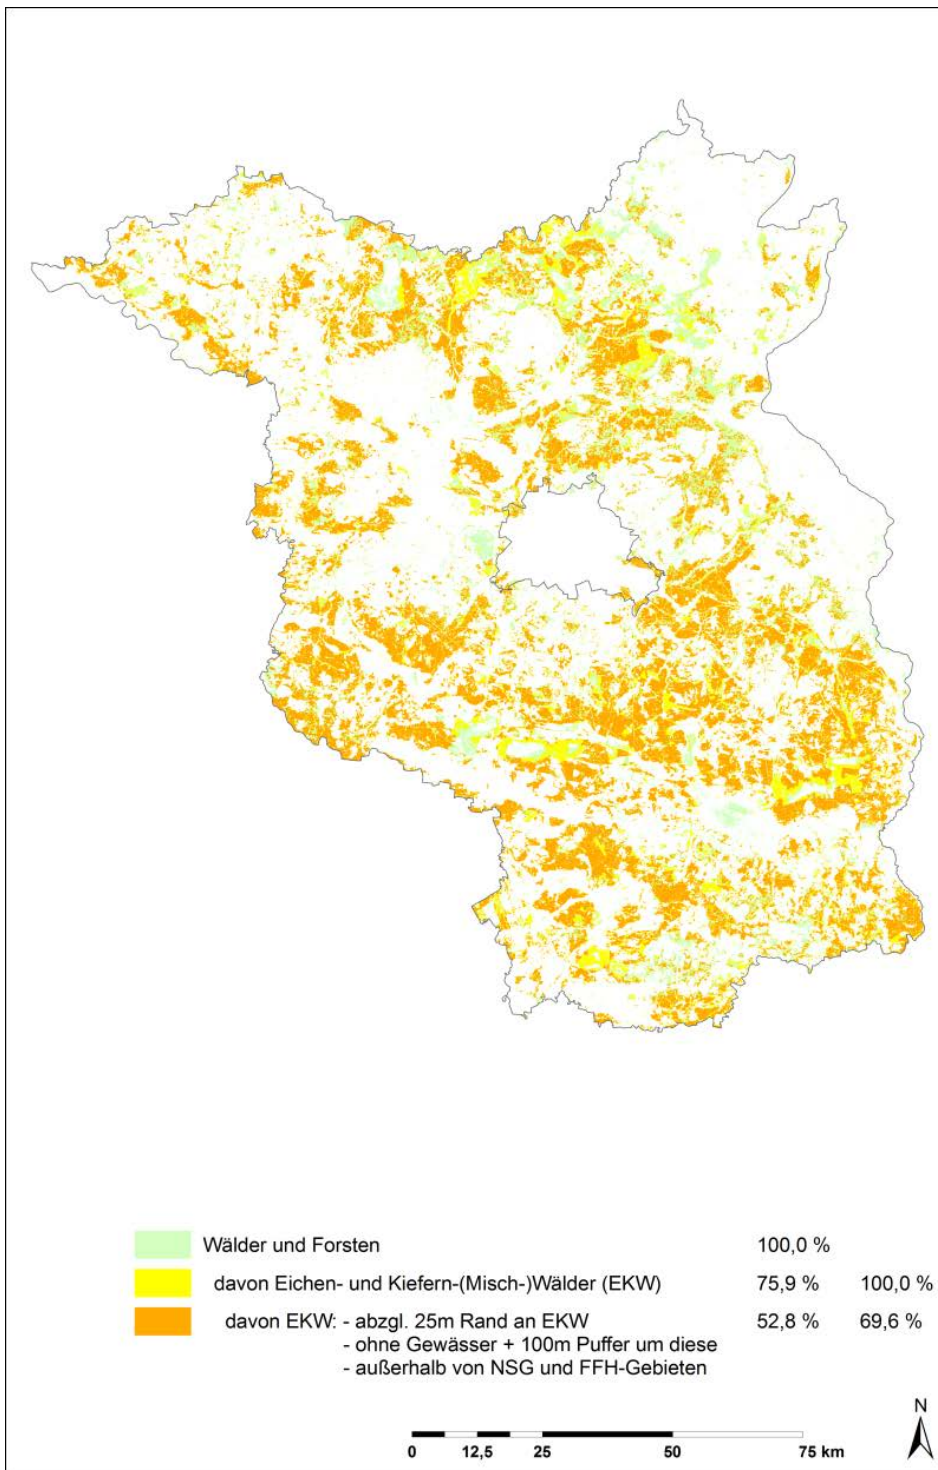 Wälder und Forsten 100,0 %
davon Eichen- und Kiefern-(Misch-)Wälder (EKW) 75,9 % 100,0 %
davon EKW: - abzgl. 25m Rand an EKW 52,8 % 69,6 %
- ohne Gewässer + 100m Puffer um diese
- außerhalb von NSG und FFH-Gebieten
N
0 12,5 25 50 75 km